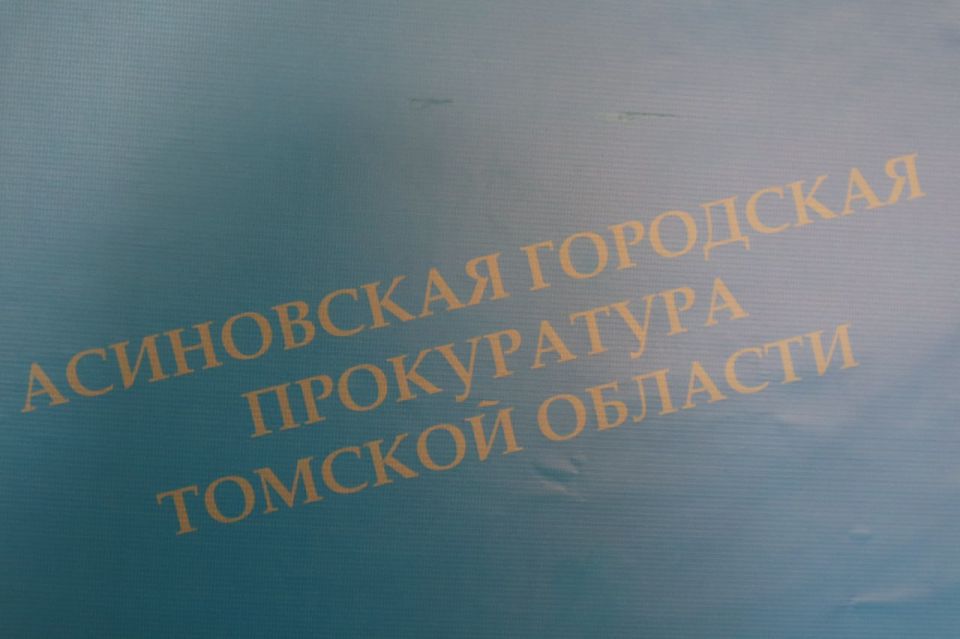 АСИНОВСКАЯ ГОРОДСКАЯ
ПРОКУРАТУРА
ТОМСКОЙ ОБЛАСТИ